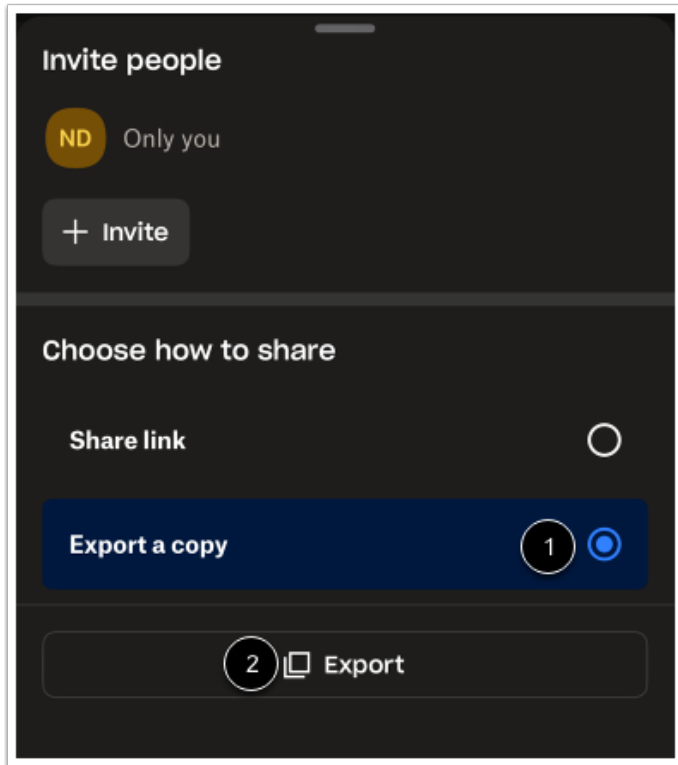 Invite people
ND Only you
+ Invite
Choose how to share
Share link
Export a copy 1
2 Export